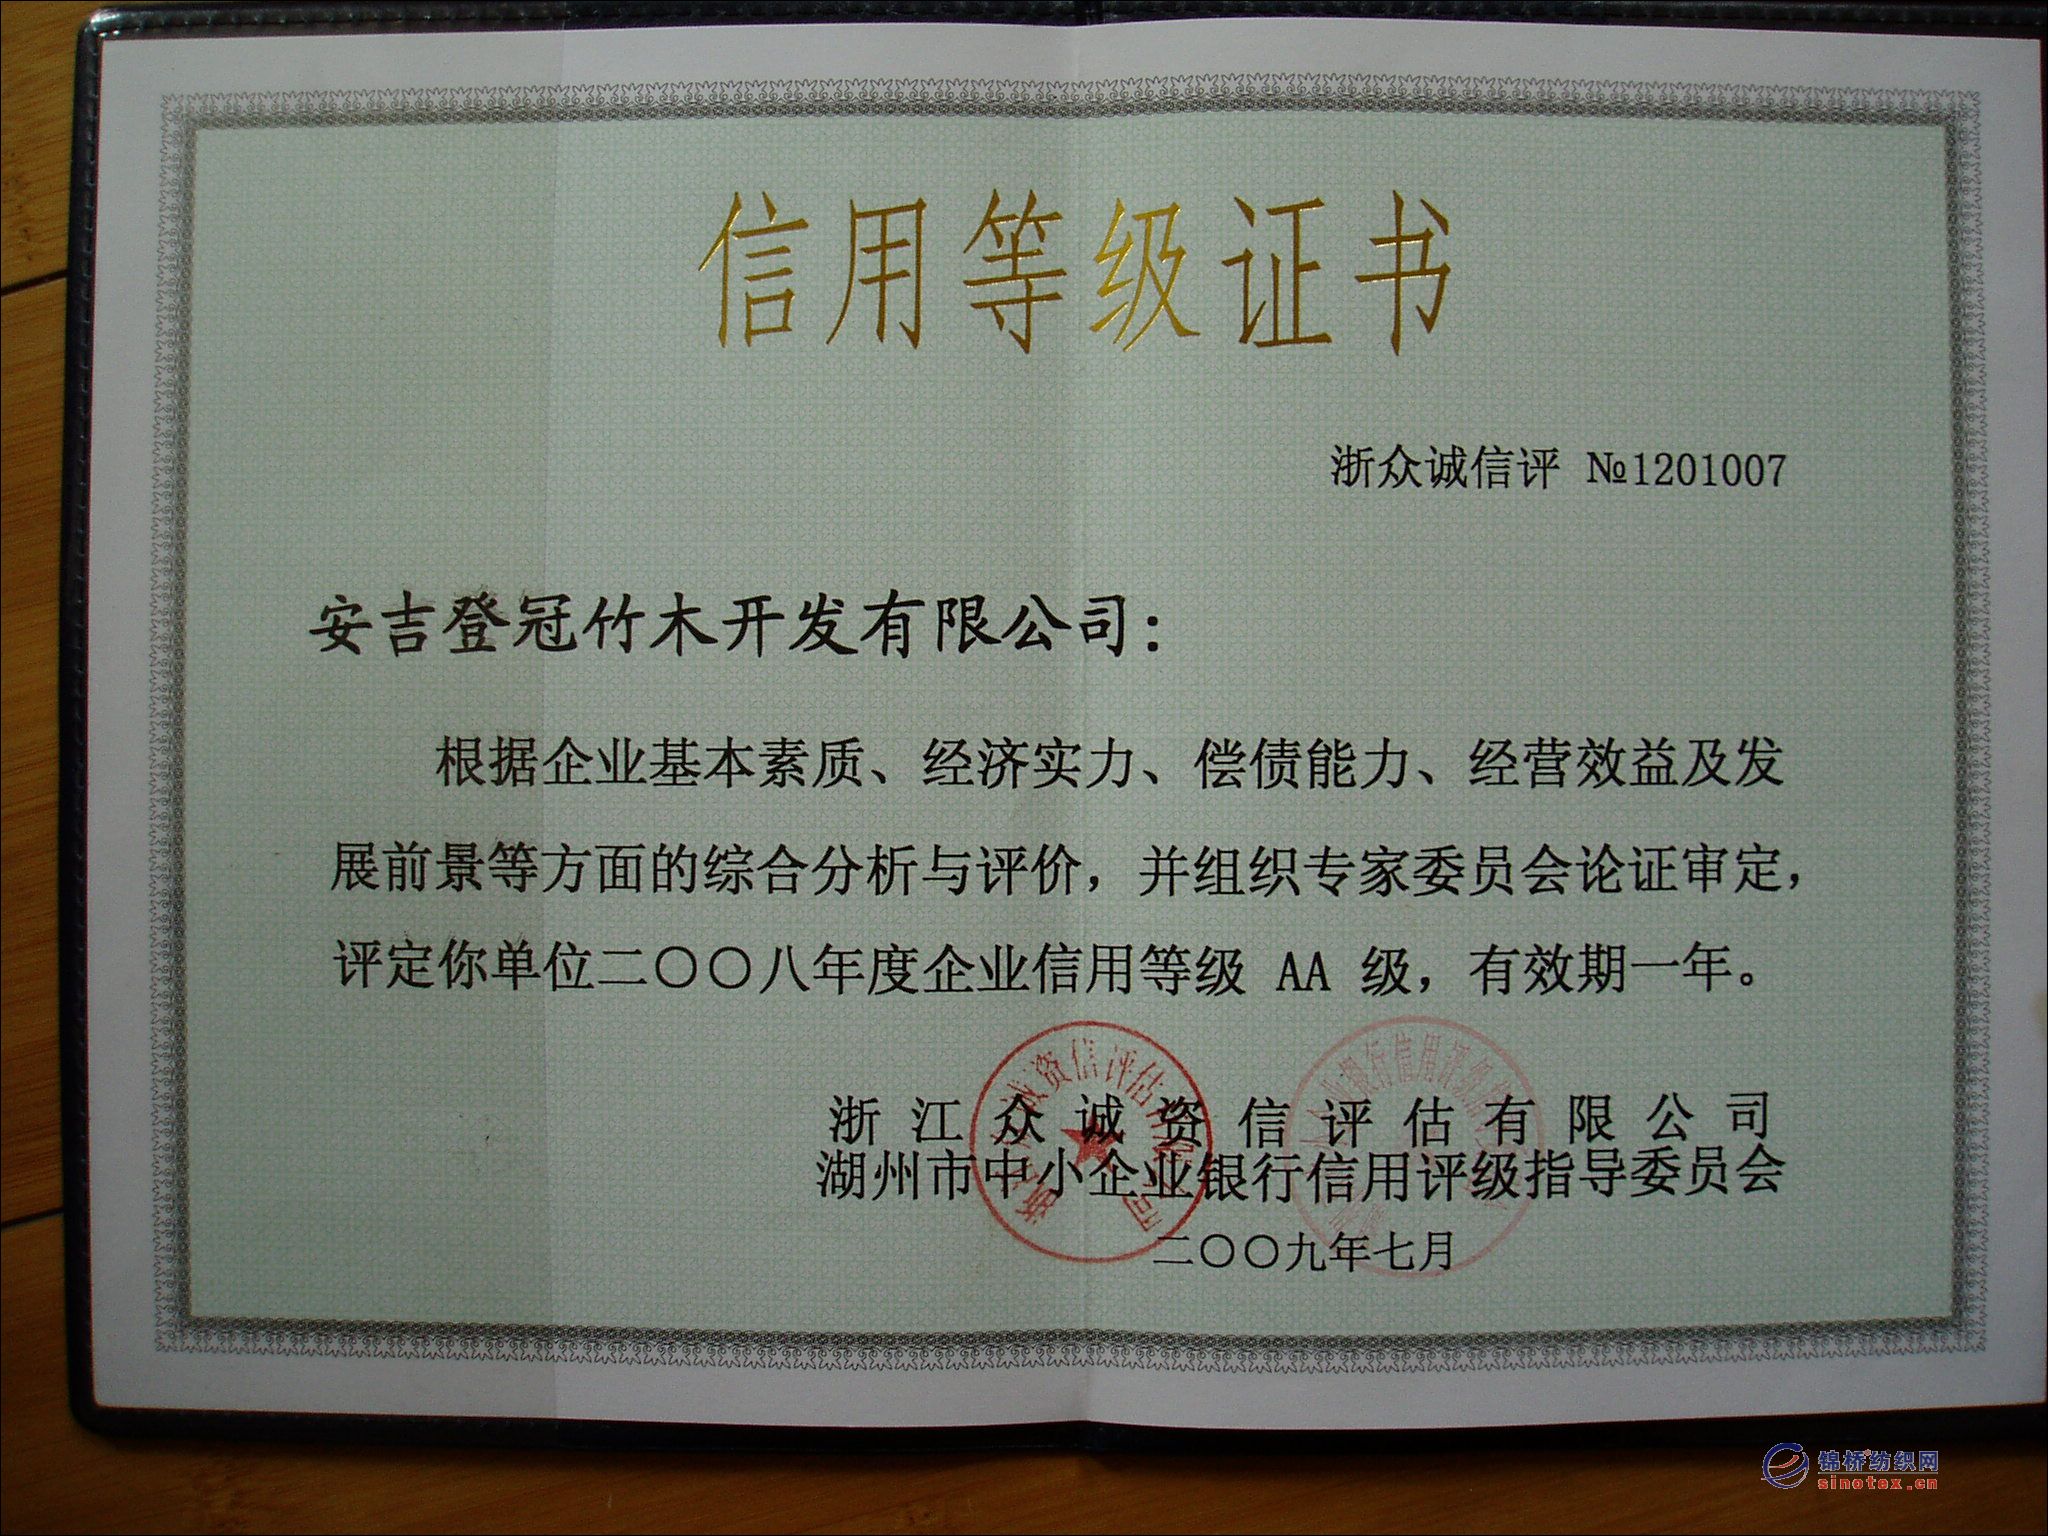 信用等级证书
浙众诚信评 №1201007
安吉登冠竹木开发有限公司：
根据企业基本素质、经济实力、偿债能力、经营效益及发
展前景等方面的综合分析与评价，并组织专家委员会论证审定，
评定你单位二〇〇八年度企业信用等级 AA 级，有效期一年。
浙江众诚资信评估有限公司
湖州市中小企业银行信用评级指导委员会
二〇〇九年七月
锦桥纺织网
sinotex.cn